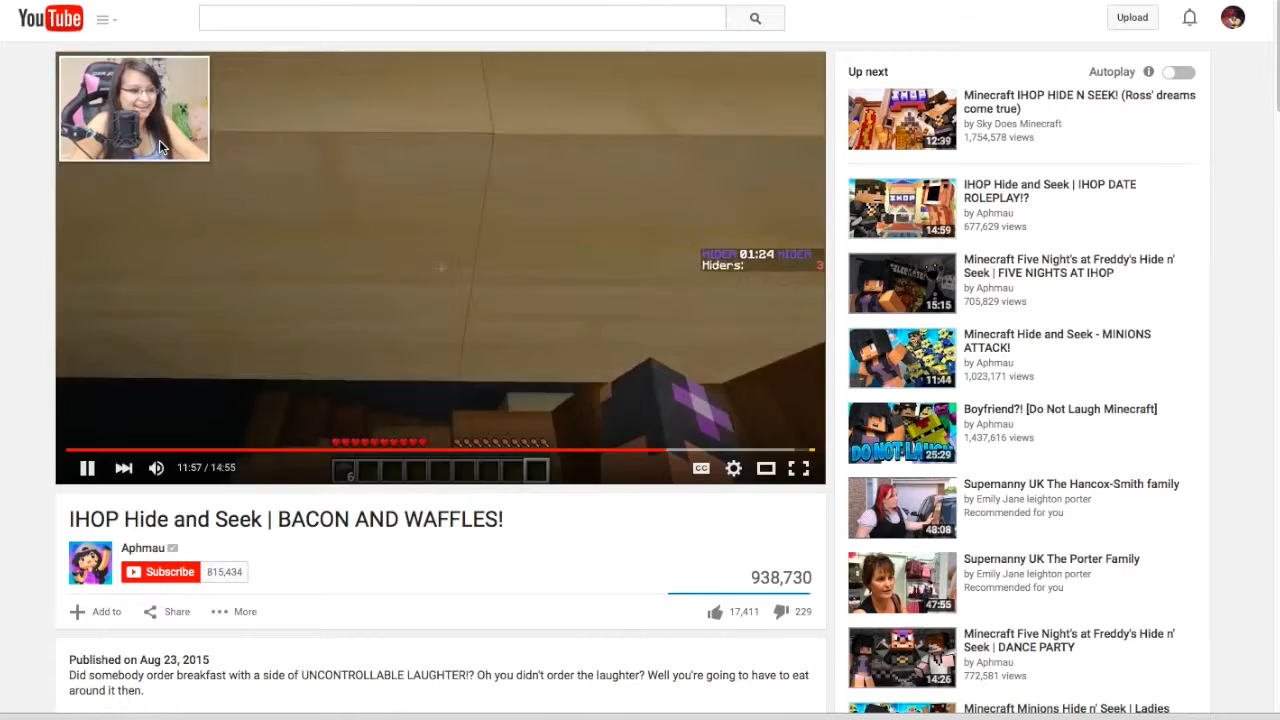 YouTube
Upload
HIDER 01:24 HIDER
Hiders: 3
6
11:57 / 14:55
CC
IHOP Hide and Seek | BACON AND WAFFLES!
Aphmau
Subscribe 815,434
938,730
Add to Share More 17,411 229
Published on Aug 23, 2015
Did somebody order breakfast with a side of UNCONTROLLABLE LAUGHTER!? Oh you didn't order the laughter? Well you're going to have to eat
around it then.
Up next Autoplay
Minecraft IHOP HIDE N SEEK! (Ross' dreams
come true)
by Sky Does Minecraft
1,754,578 views
12:39
IHOP Hide and Seek | IHOP DATE
ROLEPLAY!?
by Aphmau
677,629 views
IHOP
14:59
Minecraft Five Night's at Freddy's Hide n'
Seek | FIVE NIGHTS AT IHOP
by Aphmau
705,829 views
15:15
Minecraft Hide and Seek - MINIONS
ATTACK!
by Aphmau
1,023,171 views
11:44
Boyfriend?! [Do Not Laugh Minecraft]
by Aphmau
1,437,616 views
DO NOT LAUGH
25:29
Supernanny UK The Hancox-Smith family
by Emily Jane leighton porter
Recommended for you
48:08
Supernanny UK The Porter Family
by Emily Jane leighton porter
Recommended for you
47:55
Minecraft Five Night's at Freddy's Hide n'
Seek | DANCE PARTY
by Aphmau
772,581 views
14:26
Minecraft Minions Hide n' Seek | Ladies